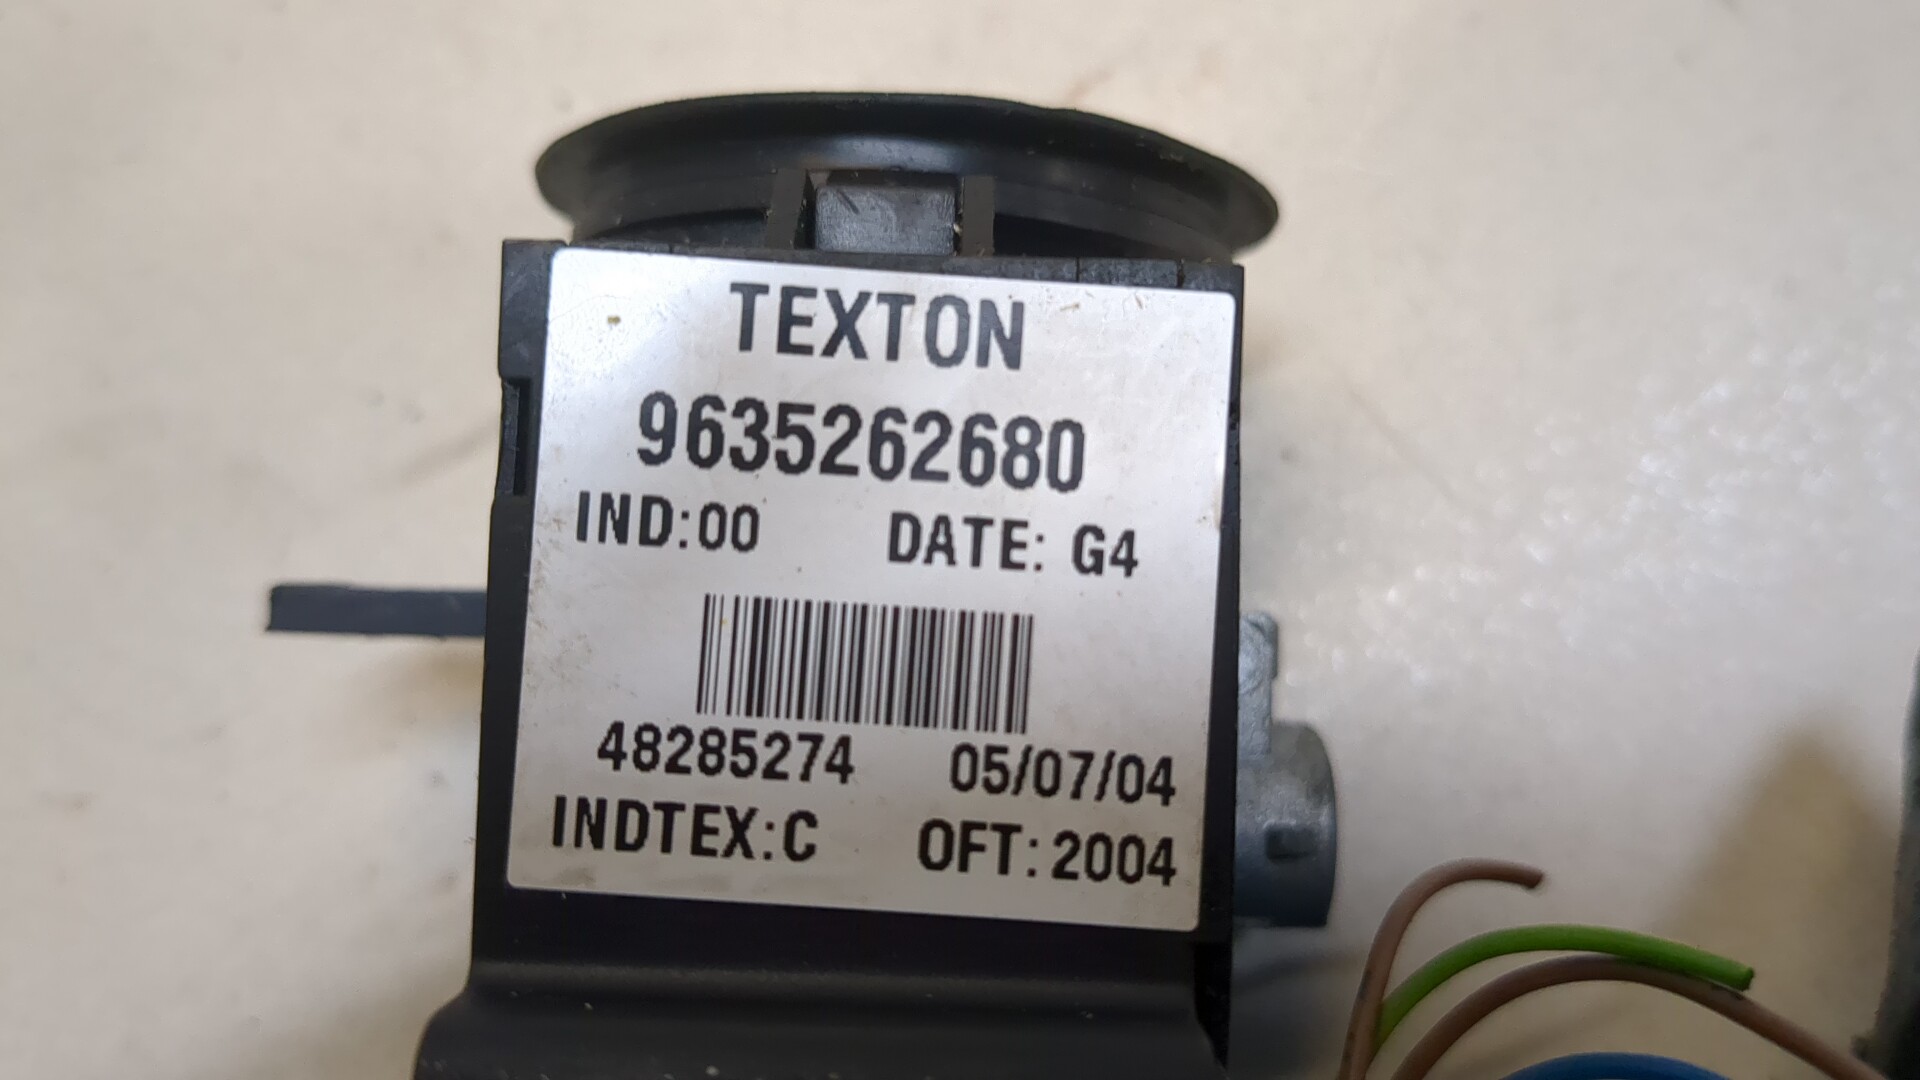 TEXTON
9635262680
IND:00 DATE: G4
48285274 05/07/04
INDTEX:C OFT:2004